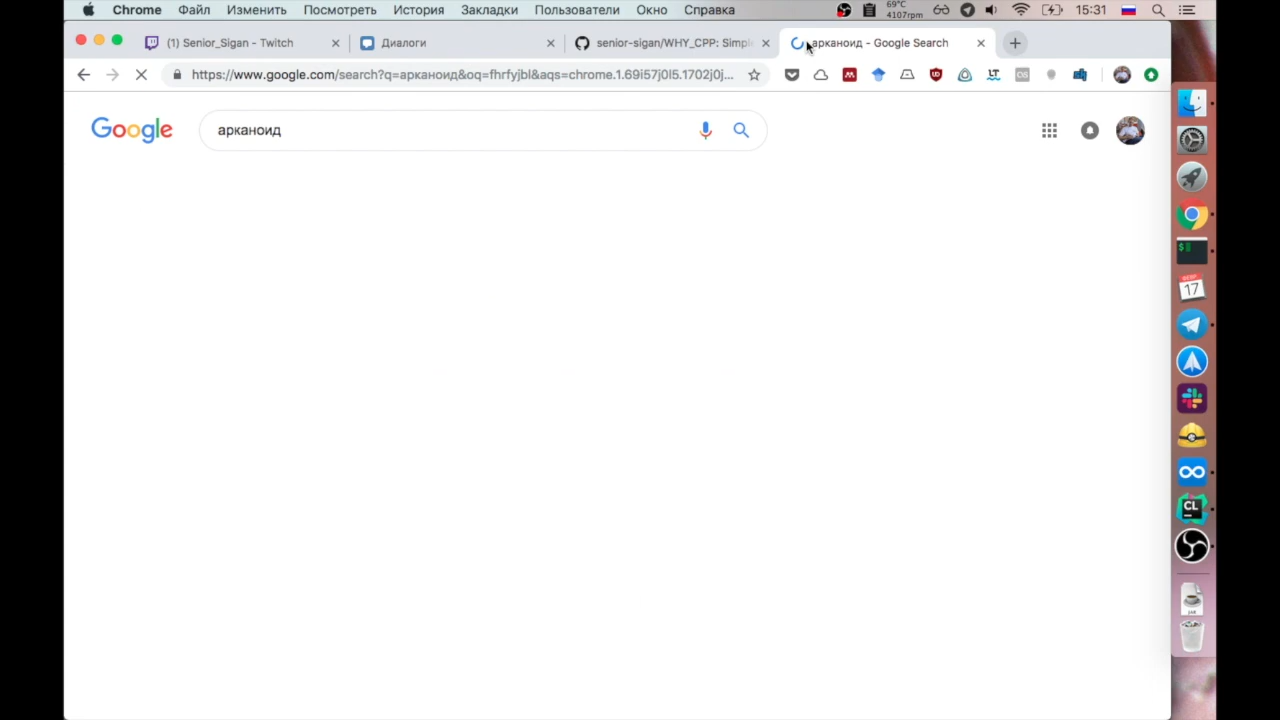 Chrome Файл Изменить Посмотреть История Закладки Пользователи Окно Справка 69°C 4107rpm 15:31
(1) Senior_Sigan - Twitch
Диалоги
senior-sigan/WHY_CPP: Simpl
арканоид - Google Search
https://www.google.com/search?q=арканоид&oq=fhrfyjbl&aqs=chrome.1.69i57j0l5.1702j0j...
Google
арканоид
17
CL